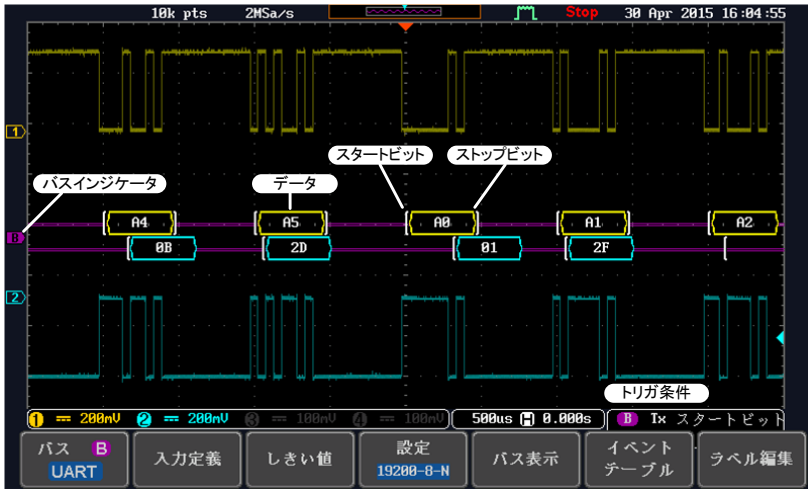 10k pts 2MSa/s Stop 30 Apr 2015 16:04:55
1
スタートビット ストップビット
バスインジケータ データ
A4 A5 A0 A1 A2
B
0B 2D 01 2F
2
トリガ条件
1 200mV 2 200mV 3 100mV 4 100mV 500us H 0.000s B Tx スタートビット
バス B 入力定義 しきい値 設定 バス表示 イベント ラベル編集
UART 19200-8-N テーブル